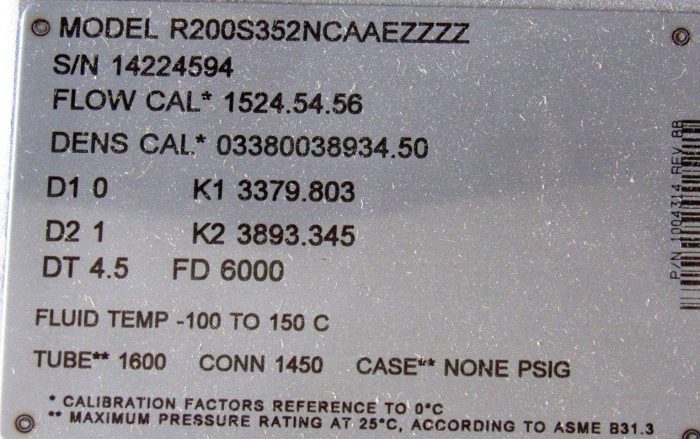 MODEL R200S352NCAAEZZZZ
S/N 14224594
FLOW CAL* 1524.54.56
DENS CAL* 03380038934.50
D1 0 K1 3379.803
D2 1 K2 3893.345
DT 4.5 FD 6000
FLUID TEMP -100 TO 150 C
TUBE** 1600 CONN 1450 CASE** NONE PSIG
* CALIBRATION FACTORS REFERENCE TO 0°C
** MAXIMUM PRESSURE RATING AT 25°C, ACCORDING TO ASME B31.3
P/N 1004314 REV BB